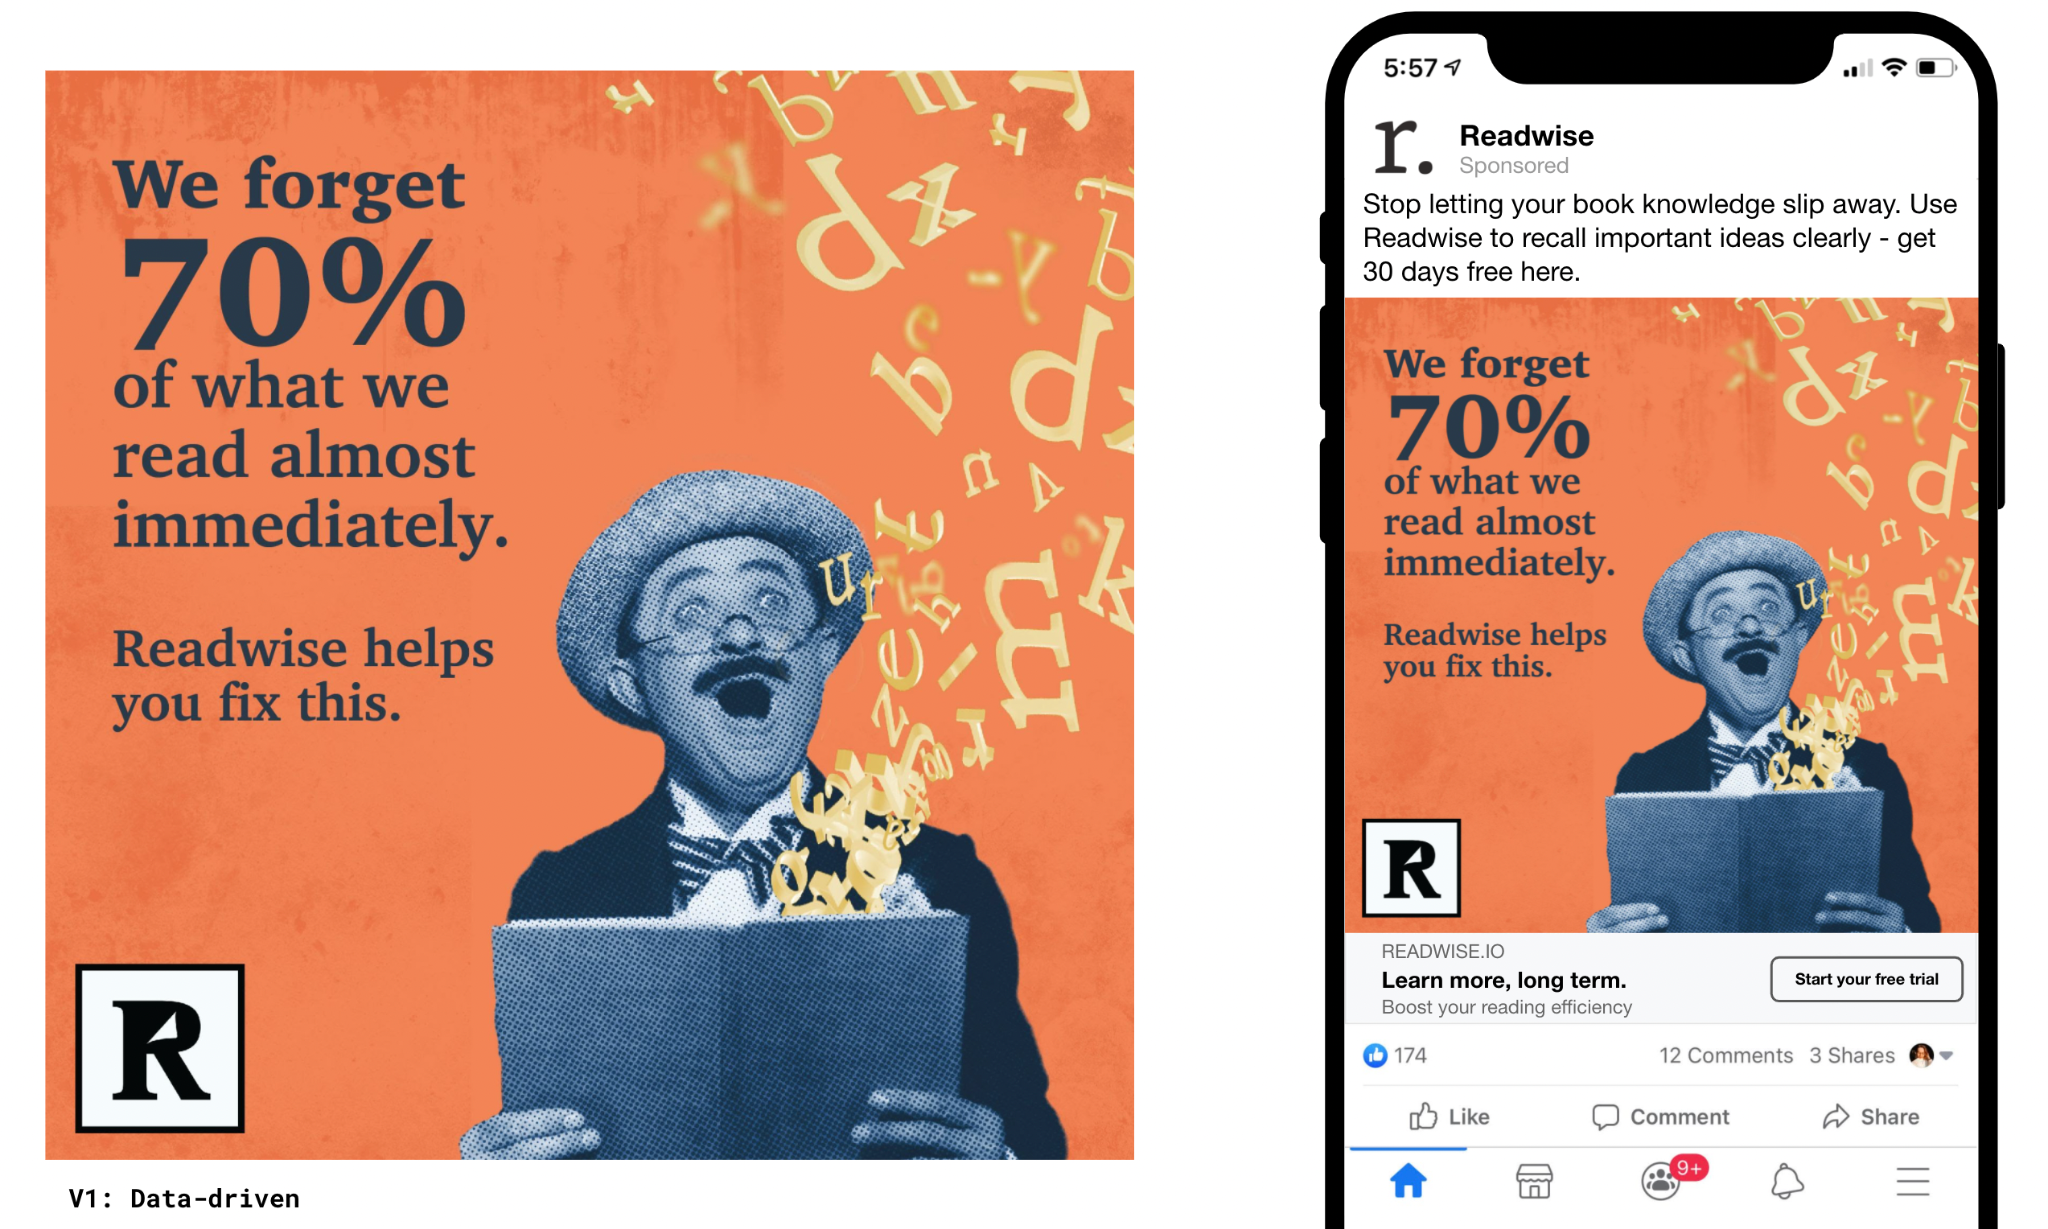 We forget
70%
of what we
read almost
immediately.
Readwise helps
you fix this.
R
V1: Data-driven
5:57
r.
Readwise
Sponsored
Stop letting your book knowledge slip away. Use
Readwise to recall important ideas clearly - get
30 days free here.
We forget
70%
of what we
read almost
immediately.
Readwise helps
you fix this.
R
READWISE.IO
Learn more, long term.
Boost your reading efficiency
Start your free trial
174
12 Comments 3 Shares
Like
Comment
Share
9+